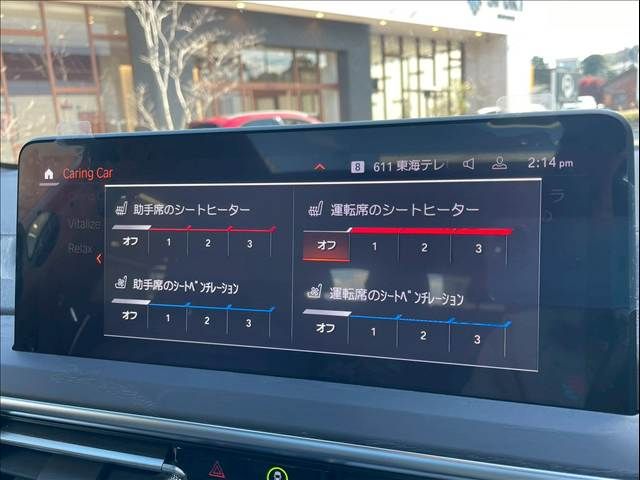 Caring Car
8 611 東海テレ 2:14 pm
Vitalize
Relax
助手席のシートヒーター
オフ 1 2 3
運転席のシートヒーター
オフ 1 2 3
助手席のｼｰﾄﾍﾞﾝﾁﾚｰｼｮﾝ
オフ 1 2 3
運転席のｼｰﾄﾍﾞﾝﾁﾚｰｼｮﾝ
オフ 1 2 3
ラ